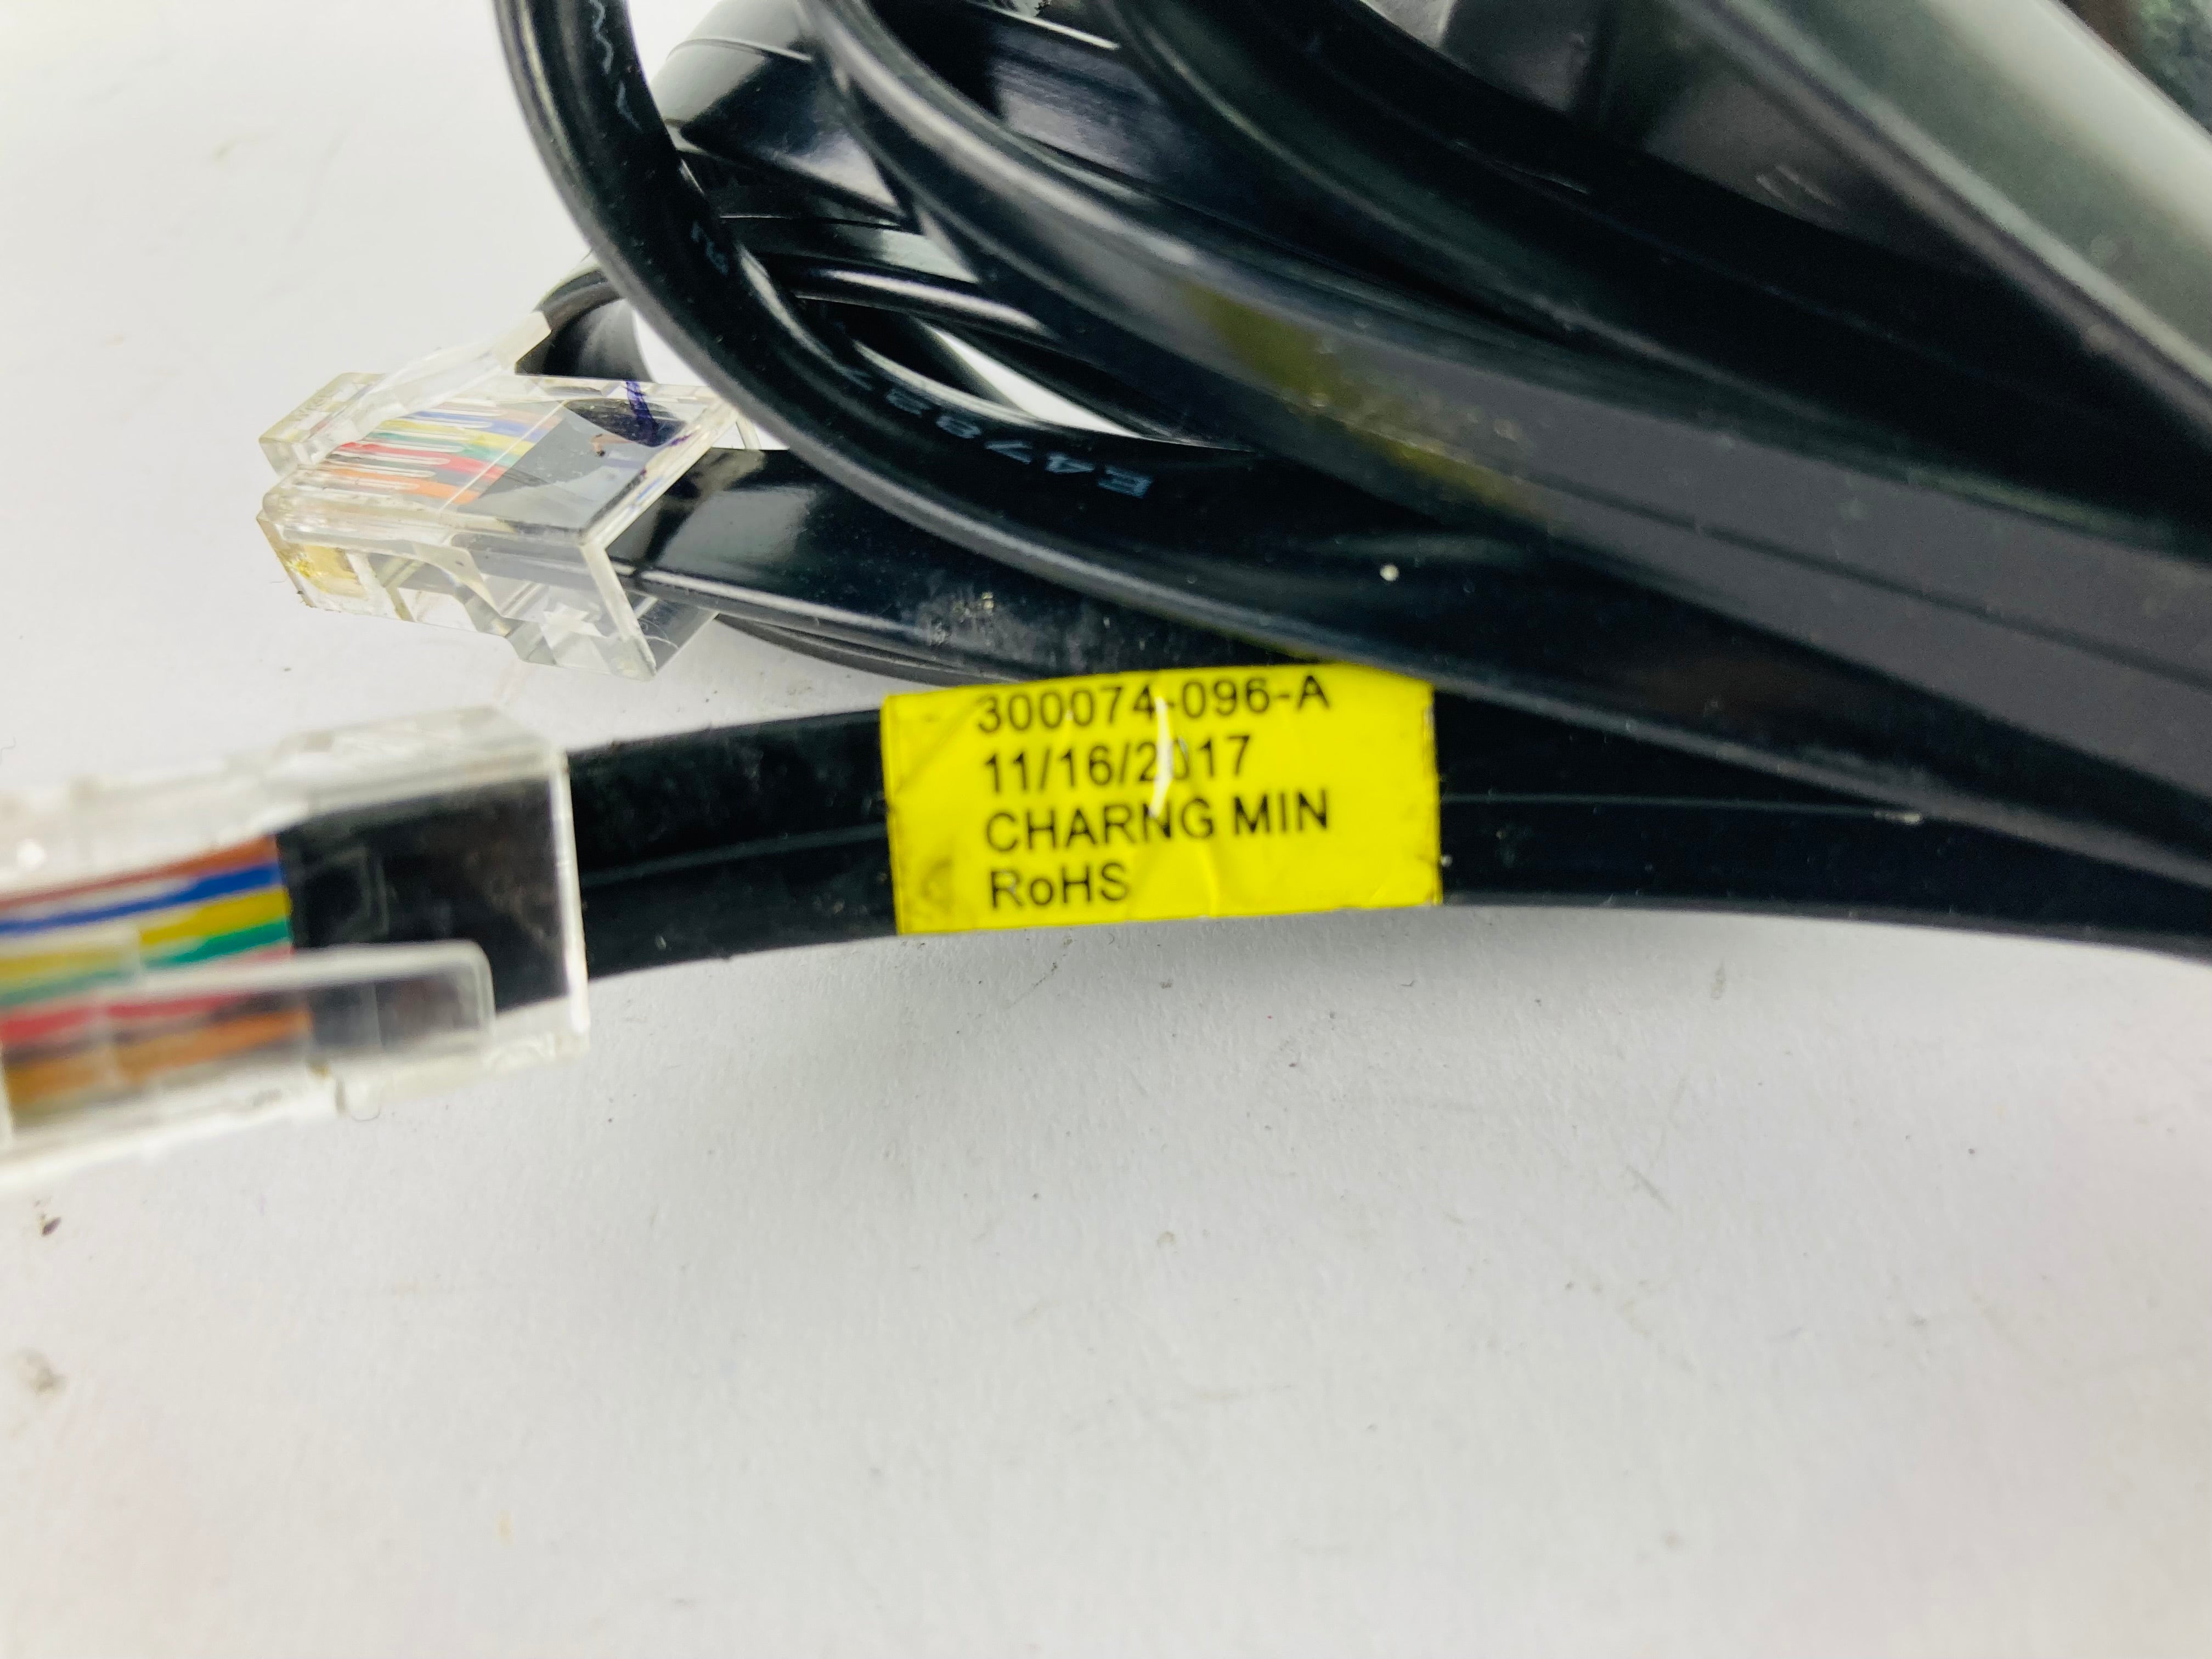 300074-096-A
11/16/2017
CHARNG MIN
RoHS